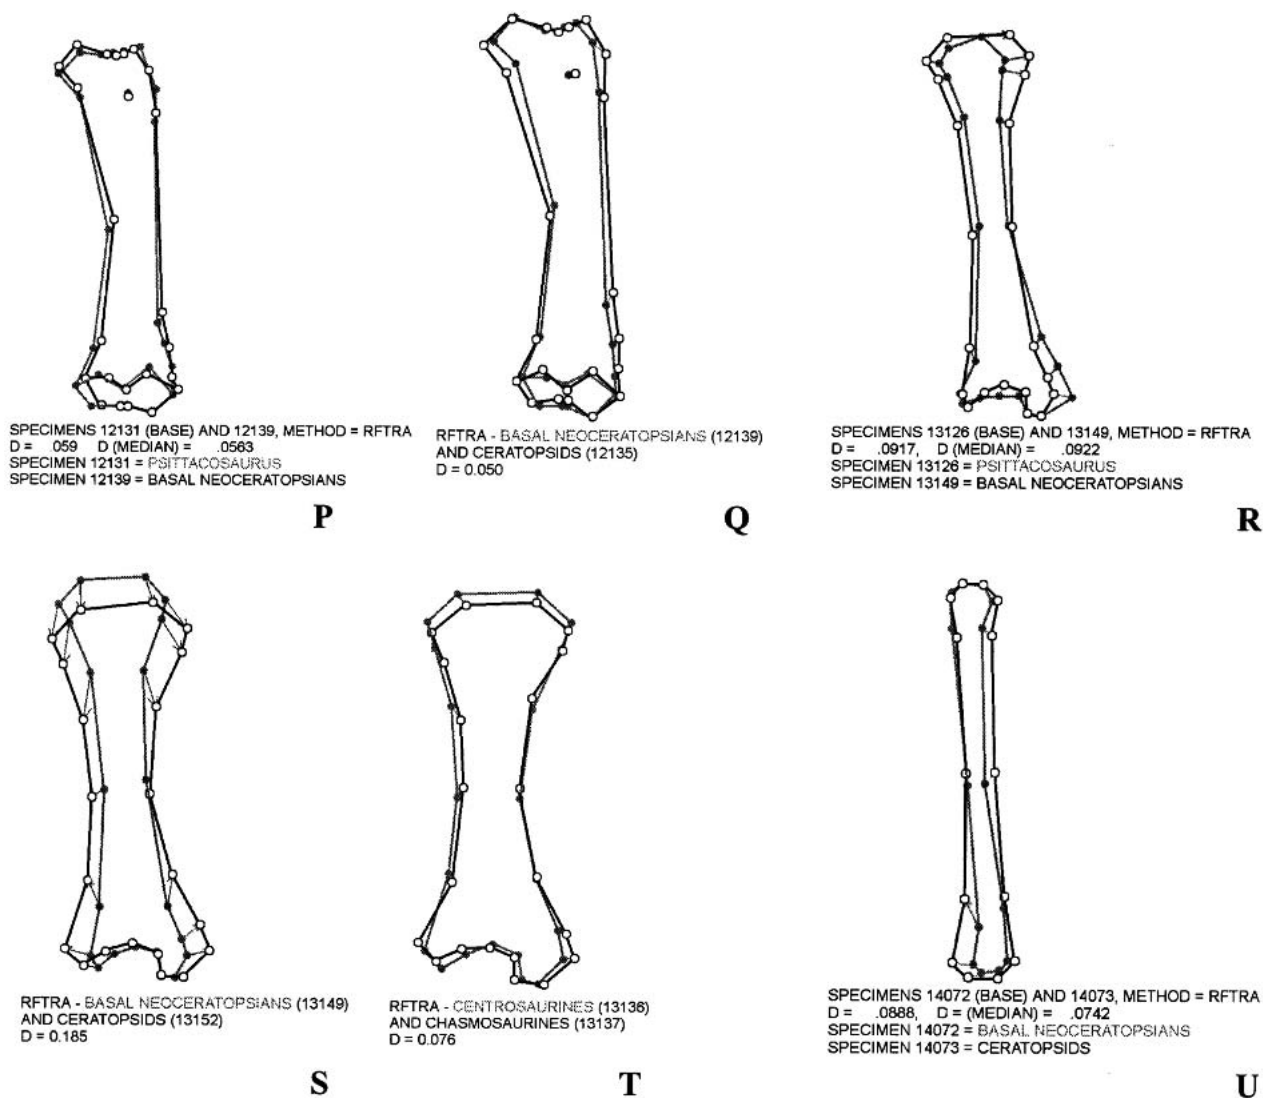 SPECIMENS 12131 (BASE) AND 12139, METHOD = RFTRA
D = .059 D (MEDIAN) = .0563
SPECIMEN 12131 = PSITTACOSAURUS
SPECIMEN 12139 = BASAL NEOCERATOPSIANS
P
RFTRA - BASAL NEOCERATOPSIANS (12139)
AND CERATOPSIDS (12135)
D = 0.050
Q
SPECIMENS 13126 (BASE) AND 13149, METHOD = RFTRA
D = .0917, D (MEDIAN) = .0922
SPECIMEN 13126 = PSITTACOSAURUS
SPECIMEN 13149 = BASAL NEOCERATOPSIANS
R
RFTRA - BASAL NEOCERATOPSIANS (13149)
AND CERATOPSIDS (13152)
D = 0.185
S
RFTRA - CENTROSAURINES (13136)
AND CHASMOSAURINES (13137)
D = 0.076
T
SPECIMENS 14072 (BASE) AND 14073, METHOD = RFTRA
D = .0888, D = (MEDIAN) = .0742
SPECIMEN 14072 = BASAL NEOCERATOPSIANS
SPECIMEN 14073 = CERATOPSIDS
U